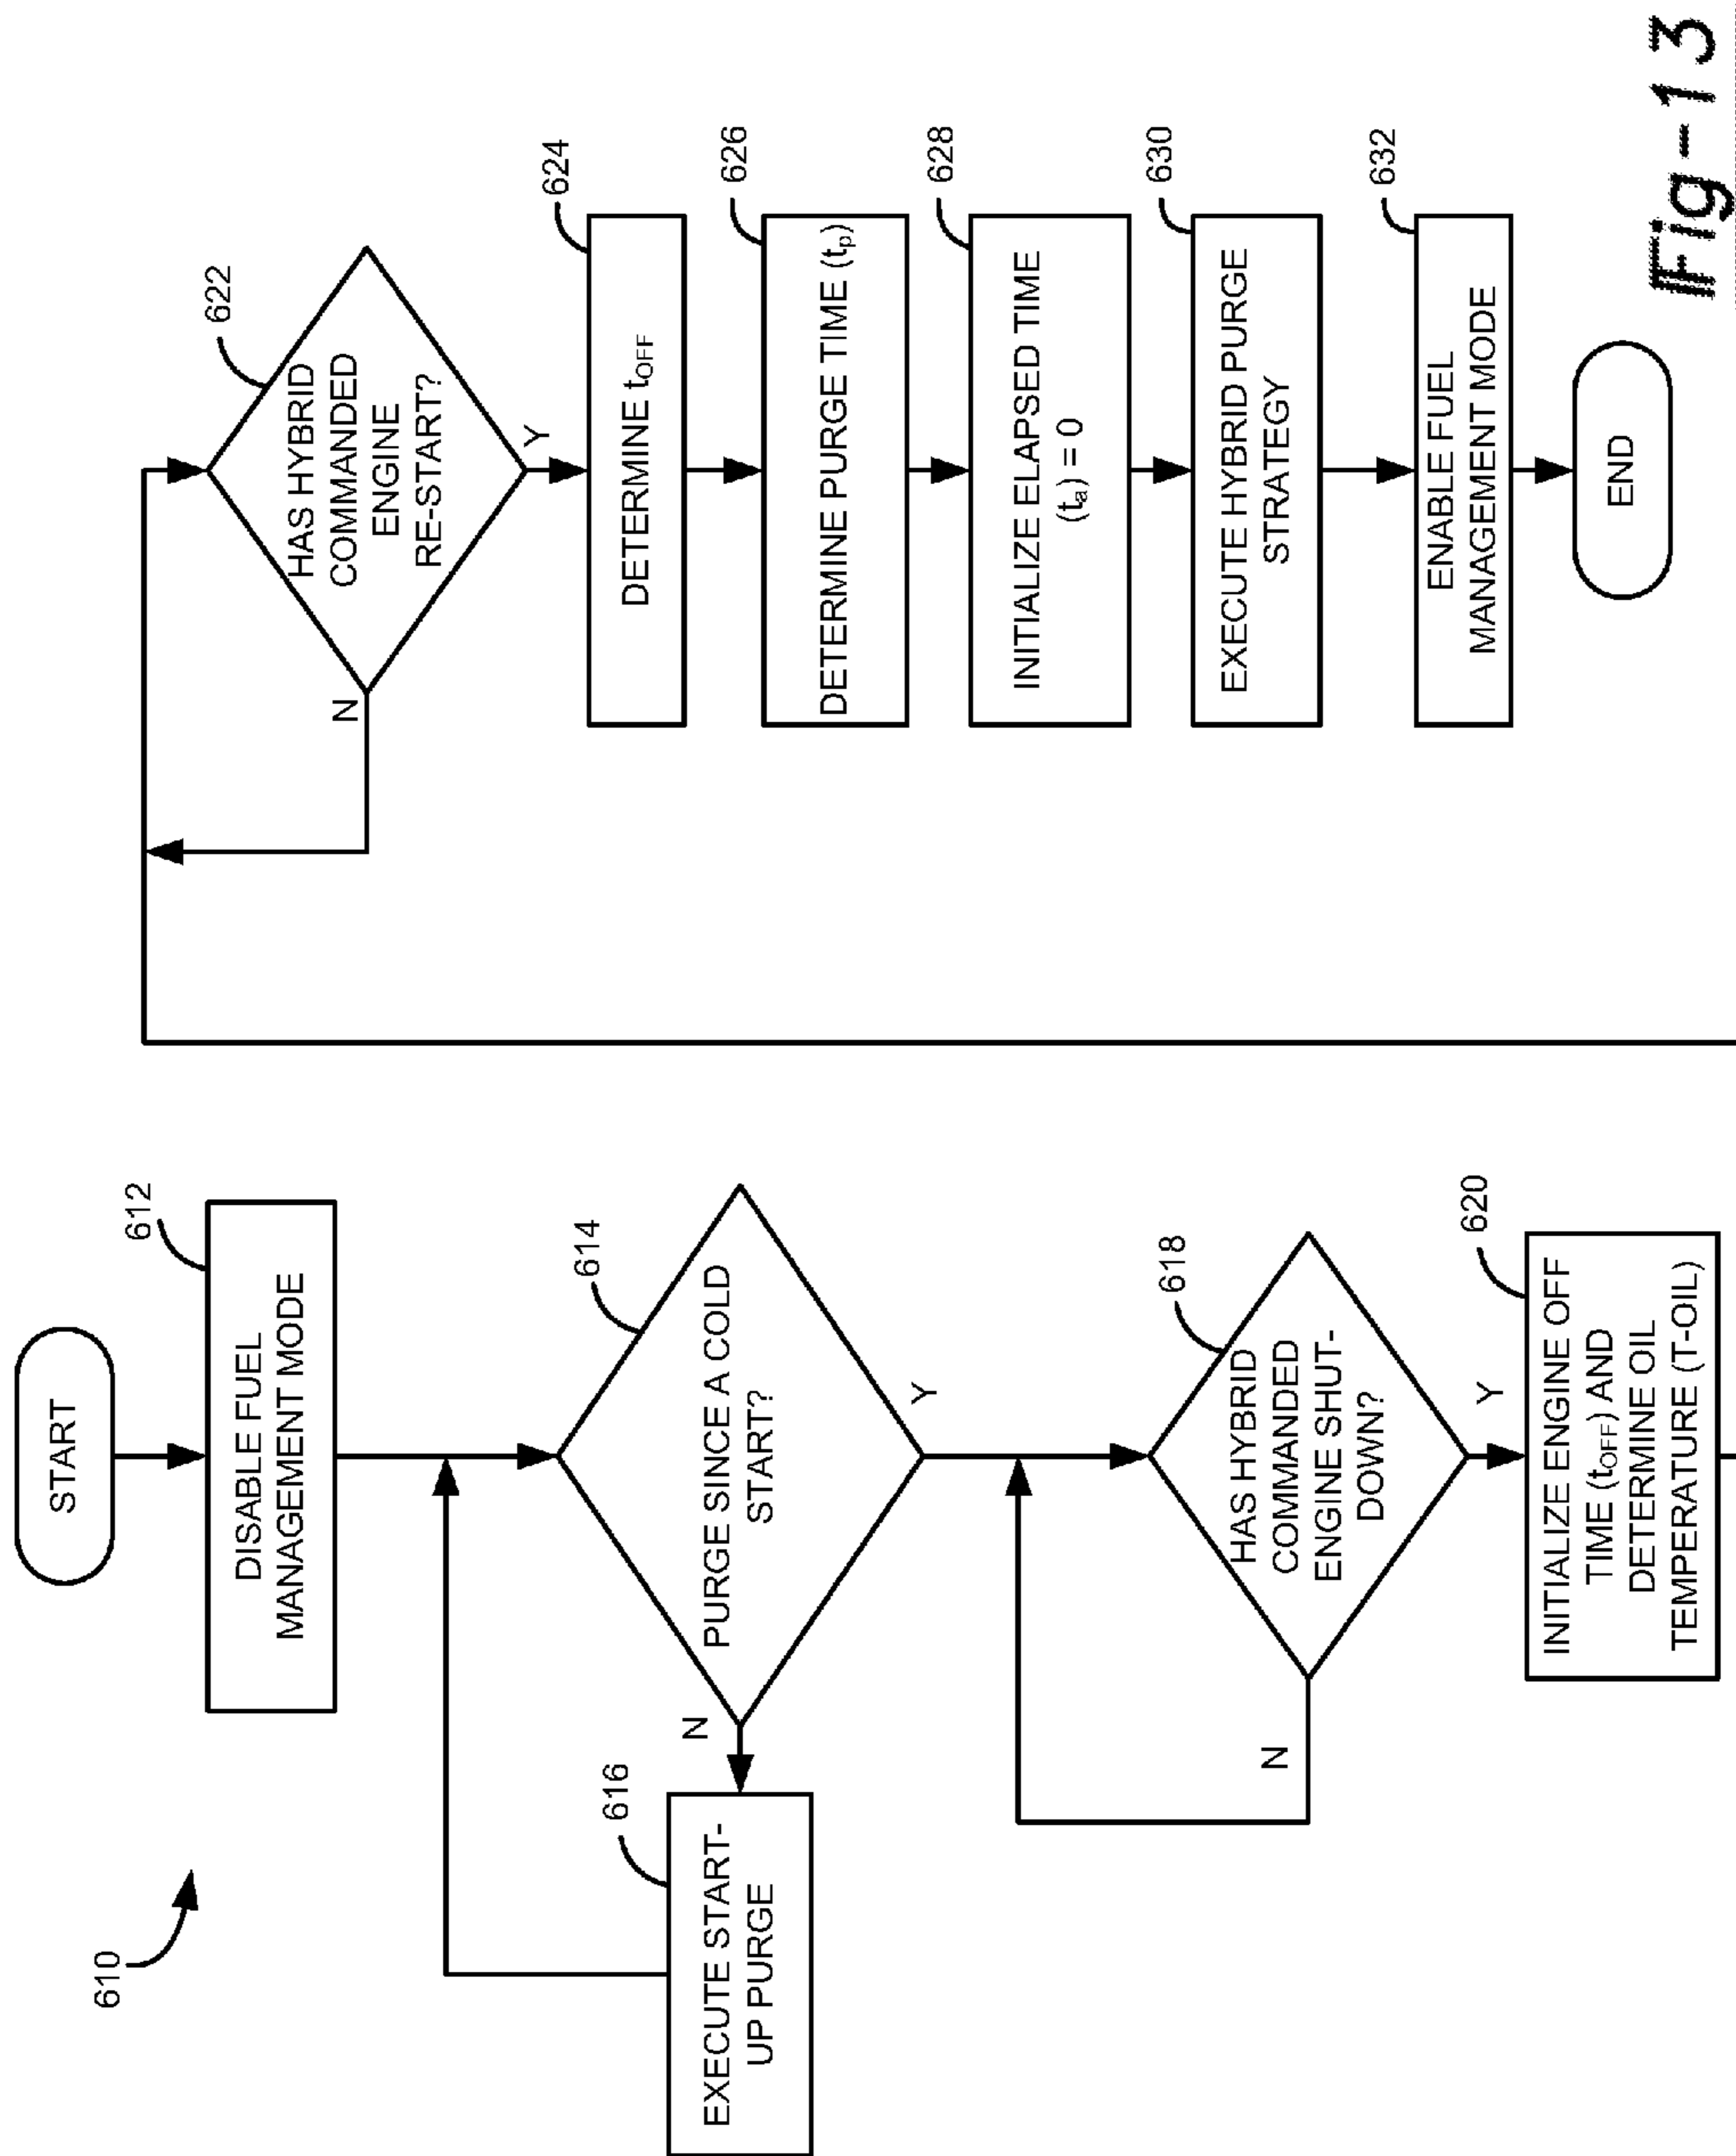 610
START
DISABLE FUEL
MANAGEMENT MODE
612
PURGE SINCE A COLD
START?
614
N
Y
EXECUTE START-
UP PURGE
616
HAS HYBRID
COMMANDED
ENGINE SHUT-
DOWN?
618
N
Y
INITIALIZE ENGINE OFF
TIME (tOFF) AND
DETERMINE OIL
TEMPERATURE (T-OIL)
620
HAS HYBRID
COMMANDED
ENGINE
RE-START?
622
N
Y
DETERMINE tOFF
624
DETERMINE PURGE TIME (tp)
626
INITIALIZE ELAPSED TIME
(ta) = 0
628
EXECUTE HYBRID PURGE
STRATEGY
630
ENABLE FUEL
MANAGEMENT MODE
632
END
Fig-13